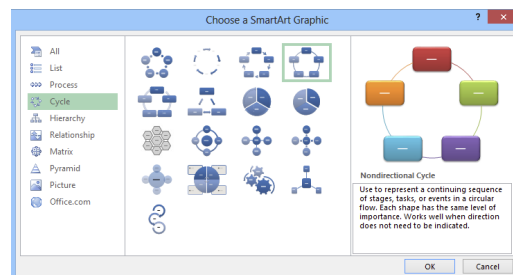 Choose a SmartArt Graphic
?
All
List
Process
Cycle
Hierarchy
Relationship
Matrix
Pyramid
Picture
Office.com
Nondirectional Cycle
Use to represent a continuing sequence
of stages, tasks, or events in a circular
flow. Each shape has the same level of
importance. Works well when direction
does not need to be indicated.
OK
Cancel